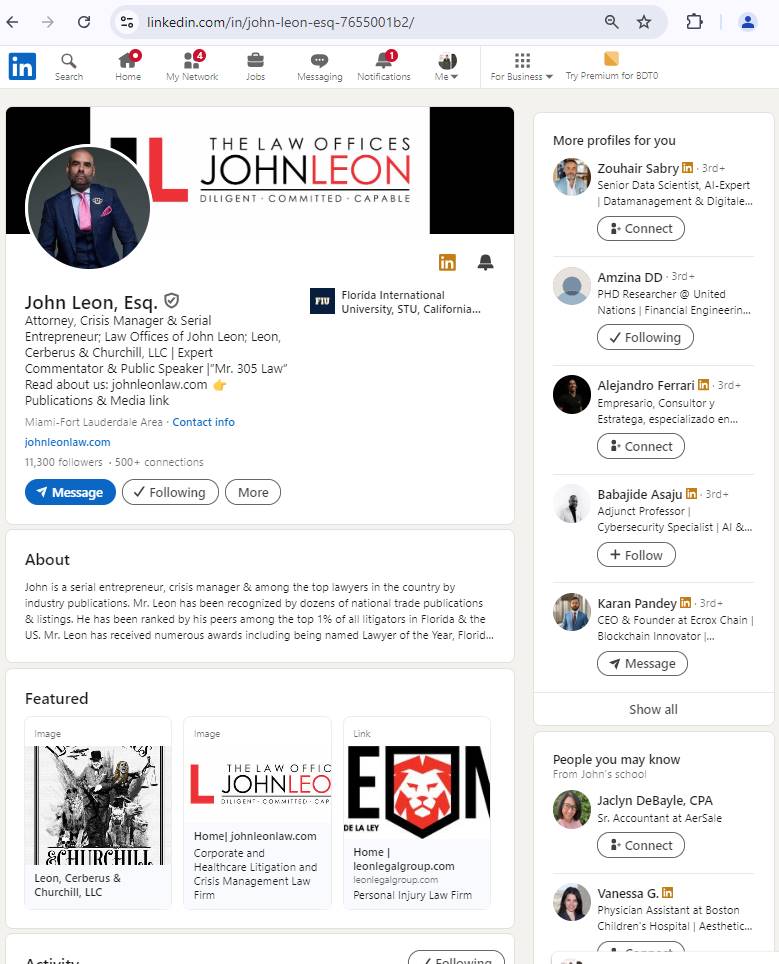 linkedin.com/in/john-leon-esq-7655001b2/
in
Search
Home
4
My Network
Jobs
Messaging
1
Notifications
Me
For Business
Try Premium for BDT0
THE LAW OFFICES
L JOHNLEON
DILIGENT · COMMITTED · CAPABLE
in
John Leon, Esq.
Attorney, Crisis Manager & Serial
Entrepreneur; Law Offices of John Leon; Leon,
Cerberus & Churchill, LLC | Expert
Commentator & Public Speaker |"Mr. 305 Law"
Read about us: johnleonlaw.com 👉
Publications & Media link
FIU
Florida International
University, STU, California...
Miami-Fort Lauderdale Area · Contact info
johnleonlaw.com
11,300 followers · 500+ connections
Message
Following
More
About
John is a serial entrepreneur, crisis manager & among the top lawyers in the country by
industry publications. Mr. Leon has been recognized by dozens of national trade publications
& listings. He has been ranked by his peers among the top 1% of all litigators in Florida & the
US. Mr. Leon has received numerous awards including being named Lawyer of the Year, Florid...
Featured
Image
&CHURCHILL
Leon, Cerberus &
Churchill, LLC
Image
THE LAW OFFIC
L JOHNLEO
DILIGENT · COMMITTED · CAP
Home| johnleonlaw.com
Corporate and
Healthcare Litigation and
Crisis Management Law
Firm
Link
DE LA LEY
Home |
leonlegalgroup.com
leonlegalgroup.com
Personal Injury Law Firm
Activity
Following
More profiles for you
Zouhair Sabry in · 3rd+
Senior Data Scientist, AI-Expert
| Datamanagement & Digitale...
Connect
Amzina DD · 3rd+
PHD Researcher @ United
Nations | Financial Engineerin...
Following
Alejandro Ferrari in · 3rd+
Empresario, Consultor y
Estratega, especializado en...
Connect
Babajide Asaju in · 3rd+
Adjunct Professor |
Cybersecurity Specialist | AI &...
Follow
Karan Pandey in · 3rd+
CEO & Founder at Ecrox Chain |
Blockchain Innovator |...
Message
Show all
People you may know
From John's school
Jaclyn DeBayle, CPA
Sr. Accountant at AerSale
Connect
Vanessa G. in
Physician Assistant at Boston
Children's Hospital | Aesthetic...
Connect